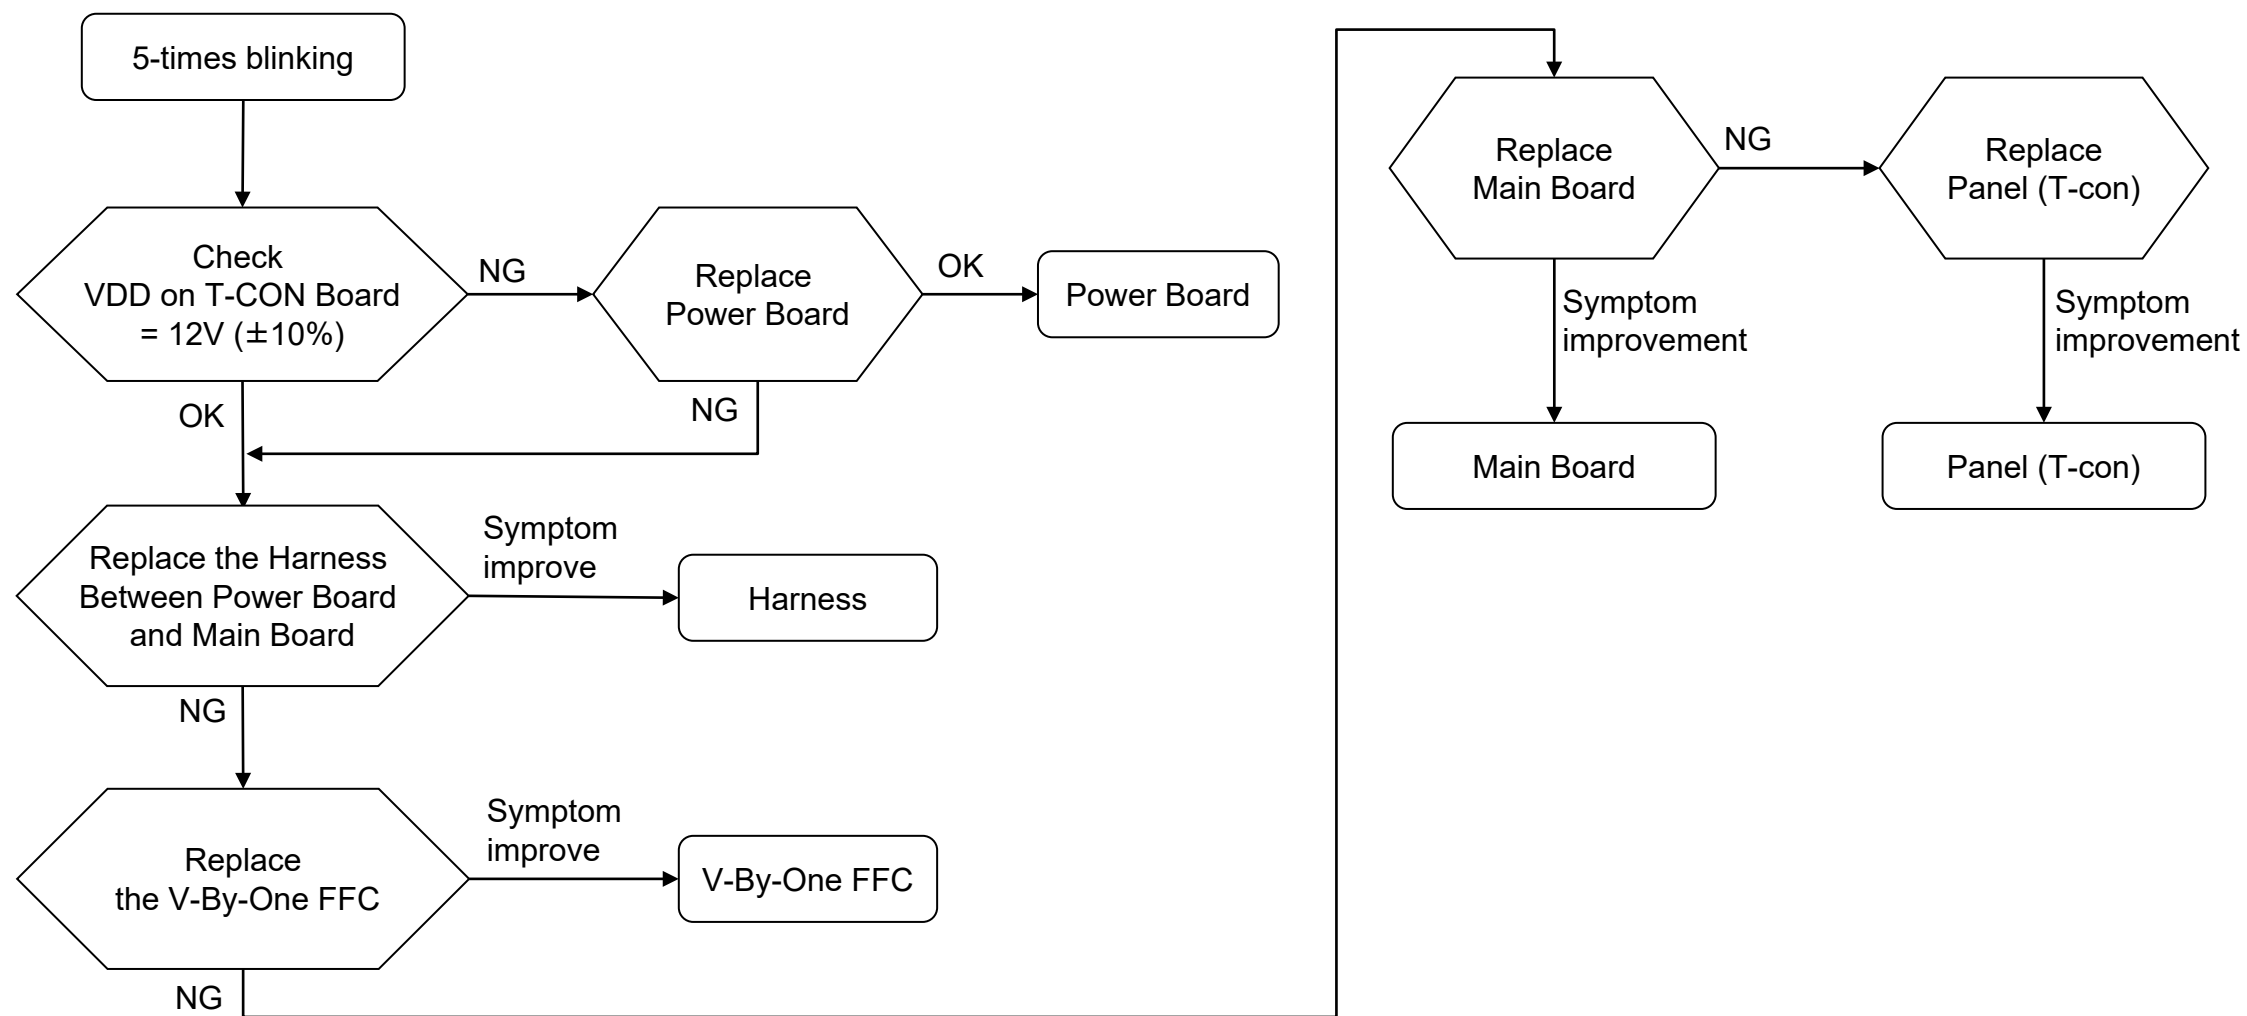 5-times blinking
Check
VDD on T-CON Board
= 12V (±10%)
NG
Replace
Power Board
OK
Power Board
OK
NG
Replace the Harness
Between Power Board
and Main Board
Symptom
improve
Harness
NG
Replace
the V-By-One FFC
Symptom
improve
V-By-One FFC
NG
Replace
Main Board
NG
Replace
Panel (T-con)
Symptom
improvement
Symptom
improvement
Main Board
Panel (T-con)